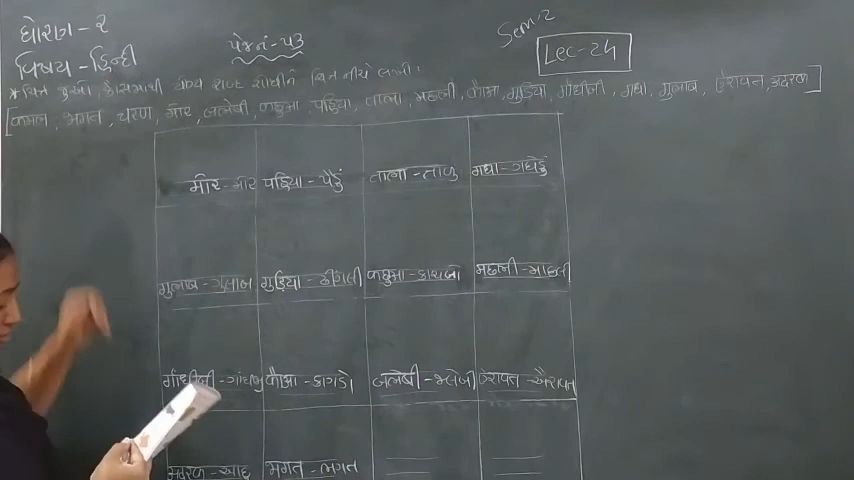 ધોરણ - ૨
Sem-2
વિષય - હિન્દી
પેજ નં - ૫૩
Lec-24
* ચિત્ર જુઓ, કૌંસમાંથી યોગ્ય શબ્દ શોધીને ચિત્ર નીચે લખો.
[कमल, भगत, चरण, मोर, जलेबी, कछुआ, पहिया, ताला, मछली, कौआ, गुड़िया, गाँधीजी, गधा, गुलाब, ऐरावत, अदरक]
मोर - મોર पहिया - પૈડું ताला - તાળુ गधा - ગધેડું
गुलाब - ગુલાબ गुड़िया - ઢીંગલી कछुआ - કાચબો मछली - માછલી
गाँधीजी - ગાંધીજી कौआ - કાગડો जलेबी - જલેબી ऐरावत - ઐરાવત
अदरक - આદુ भगत - ભગત